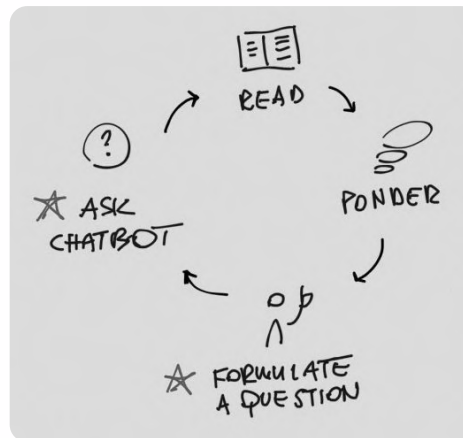 READ
PONDER
?
ASK
CHATBOT
FORMULATE
A QUESTION